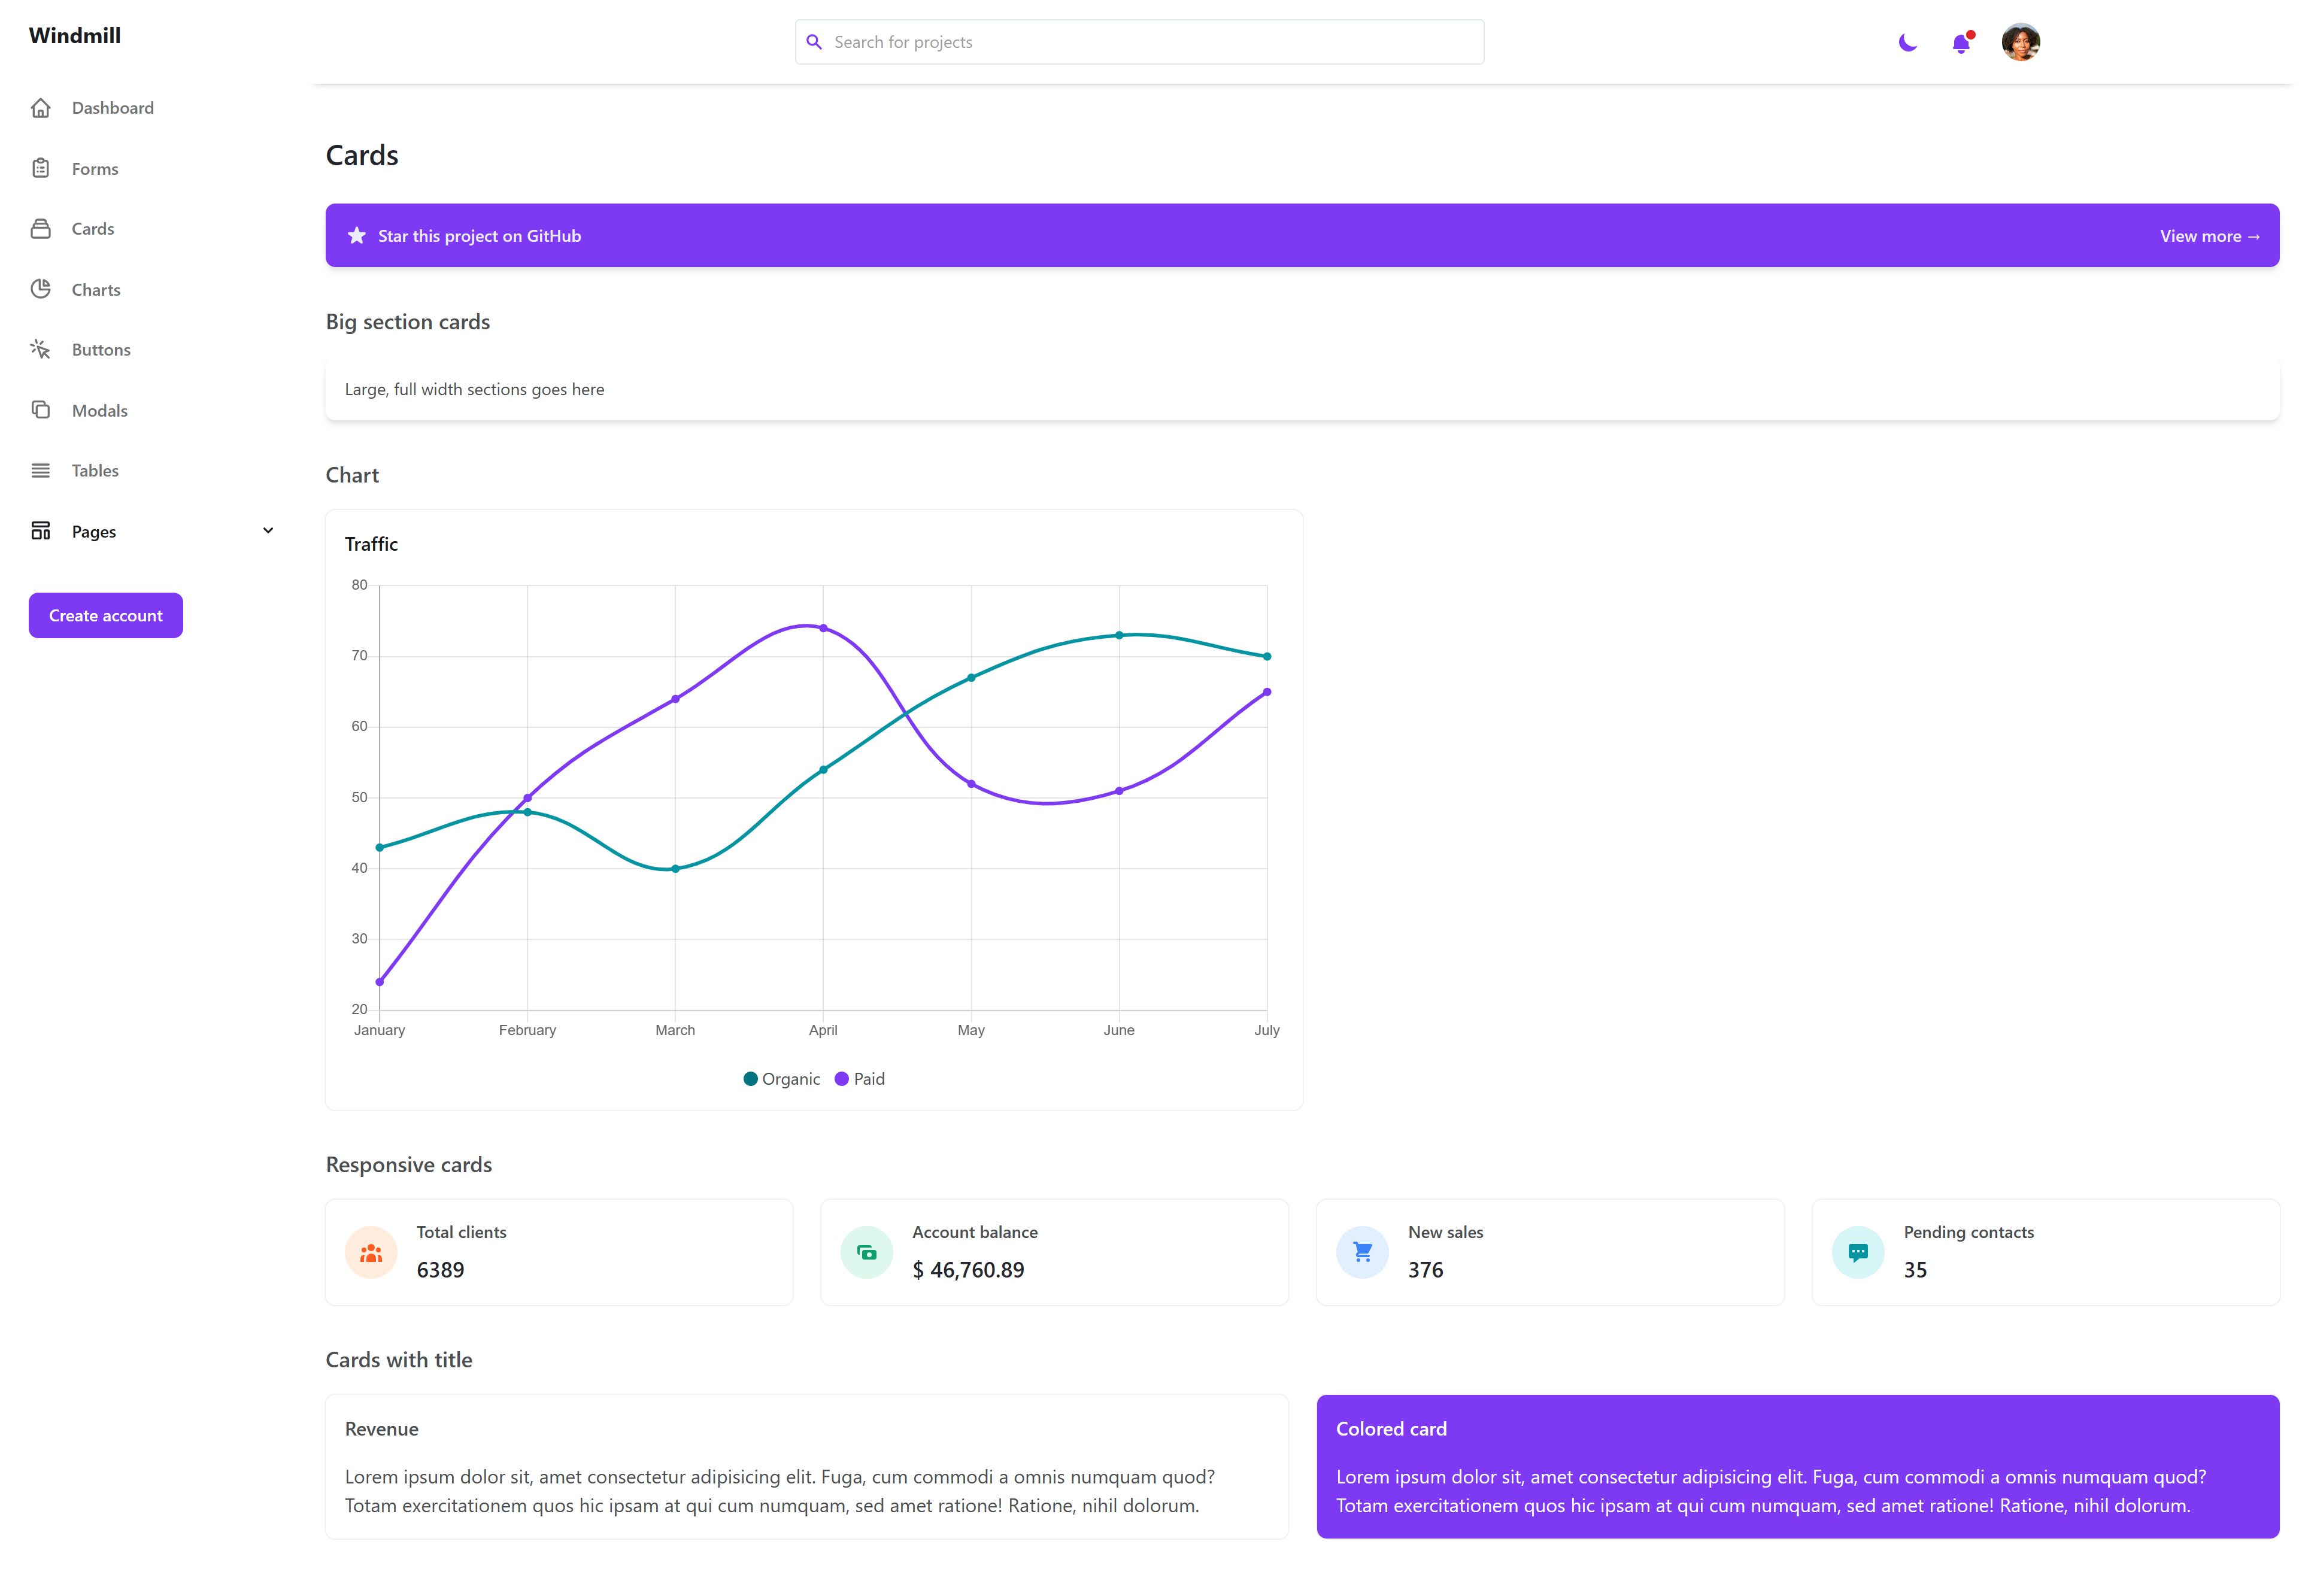 Windmill
Search for projects
Dashboard
Forms
Cards
Charts
Buttons
Modals
Tables
Pages
Create account
Cards
Star this project on GitHub
View more →
Big section cards
Large, full width sections goes here
Chart
Traffic
80
70
60
50
40
30
20
January February March April May June July
Organic Paid
Responsive cards
Total clients
6389
Account balance
$ 46,760.89
New sales
376
Pending contacts
35
Cards with title
Revenue
Lorem ipsum dolor sit, amet consectetur adipisicing elit. Fuga, cum commodi a omnis numquam quod?
Totam exercitationem quos hic ipsam at qui cum numquam, sed amet ratione! Ratione, nihil dolorum.
Colored card
Lorem ipsum dolor sit, amet consectetur adipisicing elit. Fuga, cum commodi a omnis numquam quod?
Totam exercitationem quos hic ipsam at qui cum numquam, sed amet ratione! Ratione, nihil dolorum.